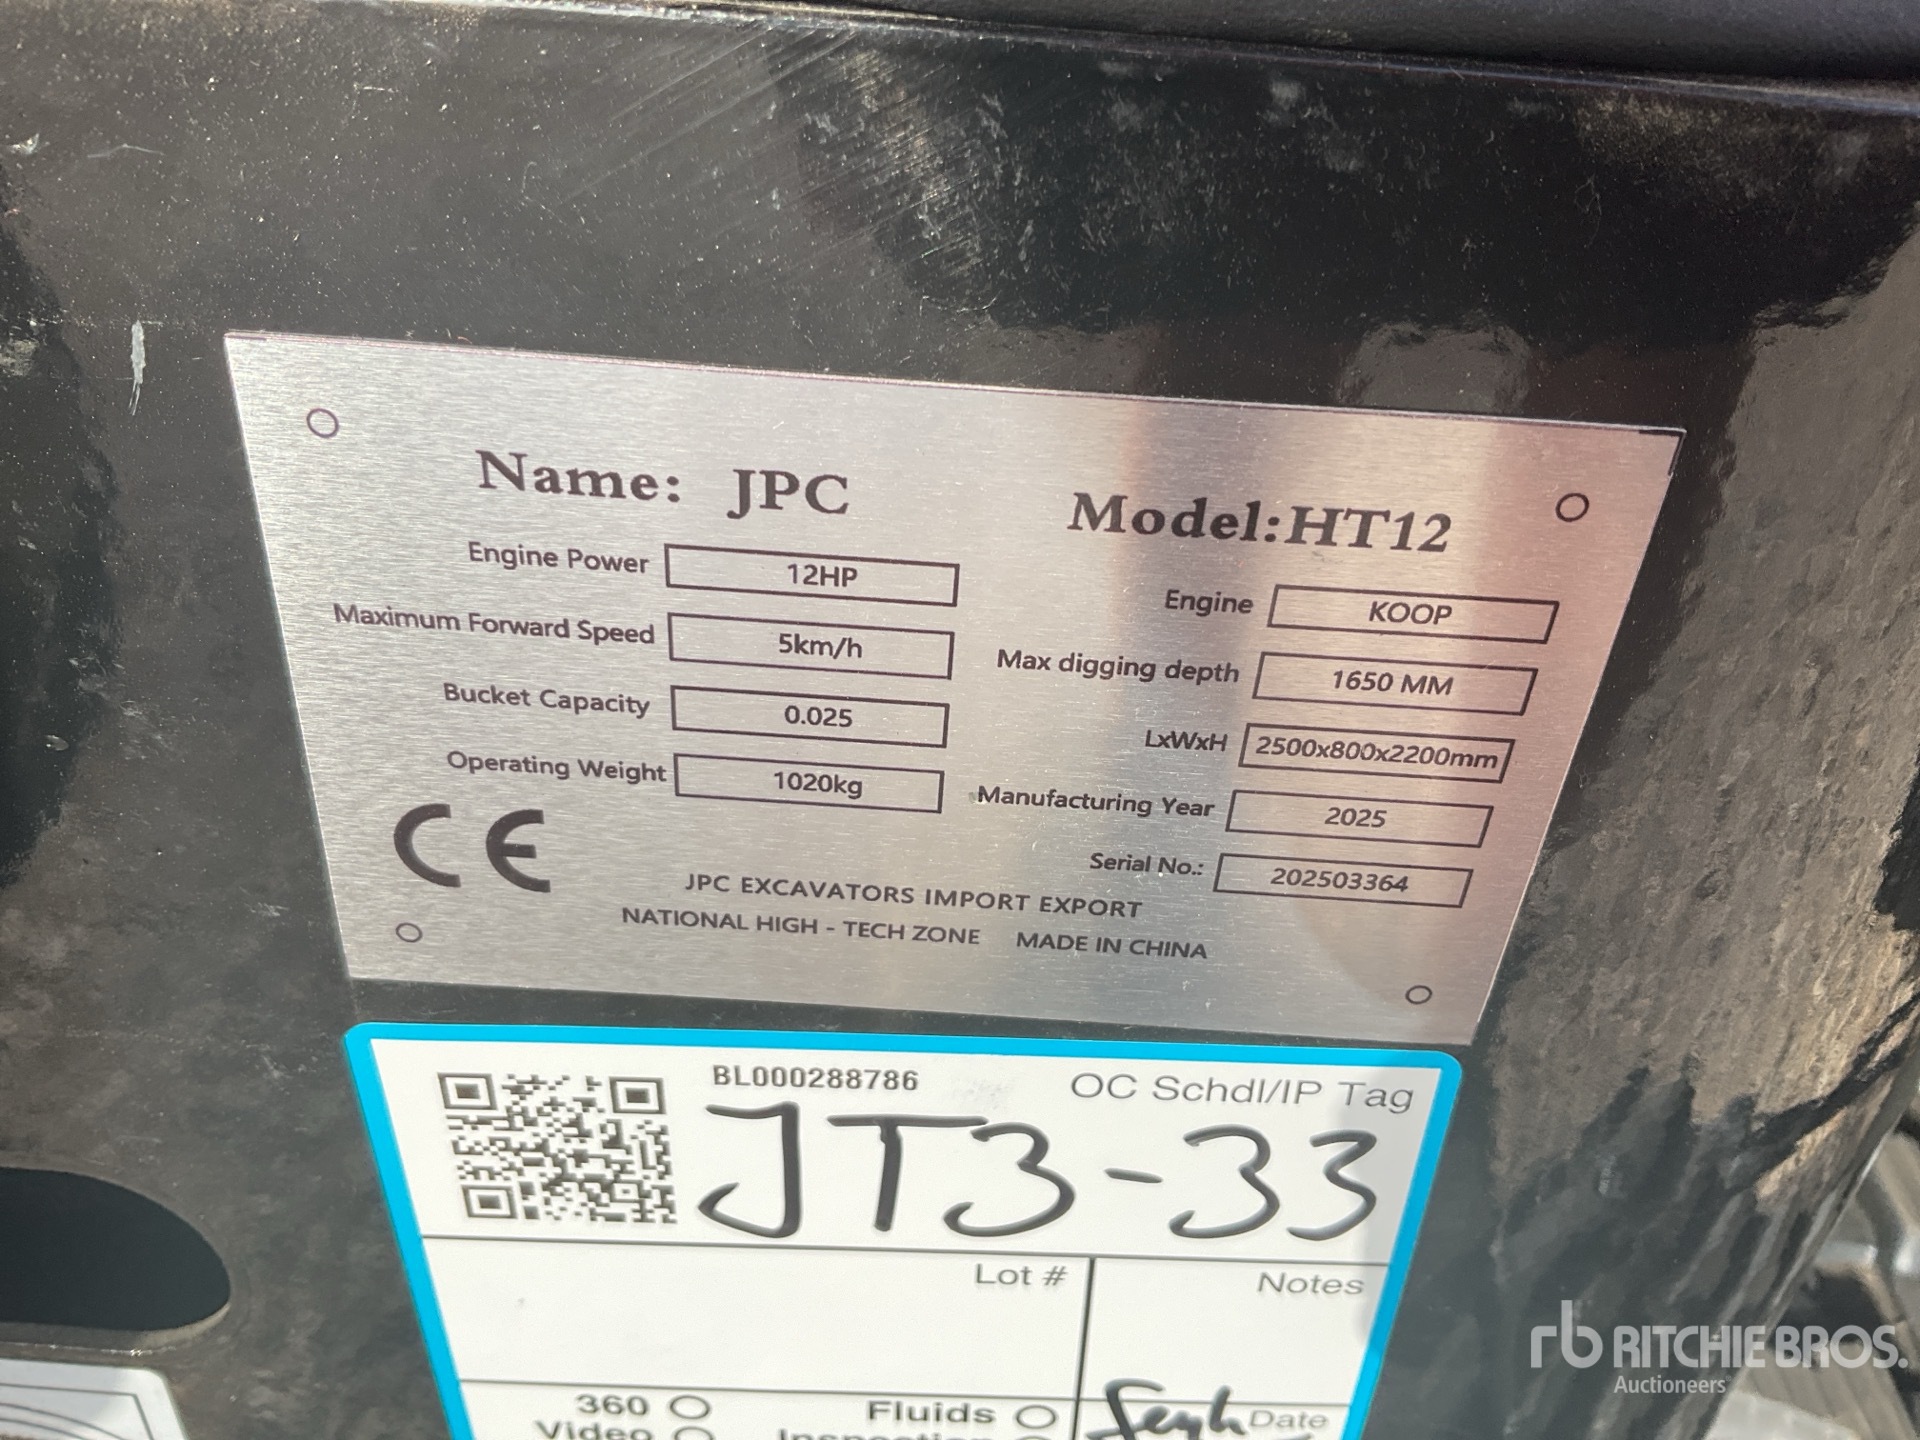 Name: JPC
Model:HT12
Engine Power 12HP
Maximum Forward Speed 5km/h
Bucket Capacity 0.025
Operating Weight 1020kg
Engine KOOP
Max digging depth 1650 MM
LxWxH 2500x800x2200mm
Manufacturing Year 2025
Serial No.: 202503364
CE
JPC EXCAVATORS IMPORT EXPORT
NATIONAL HIGH - TECH ZONE MADE IN CHINA
BL000288786
OC Schdl/IP Tag
JT3-33
Lot #
Notes
360
Video
Fluids
Date
rb RITCHIE BROS.
Auctioneers